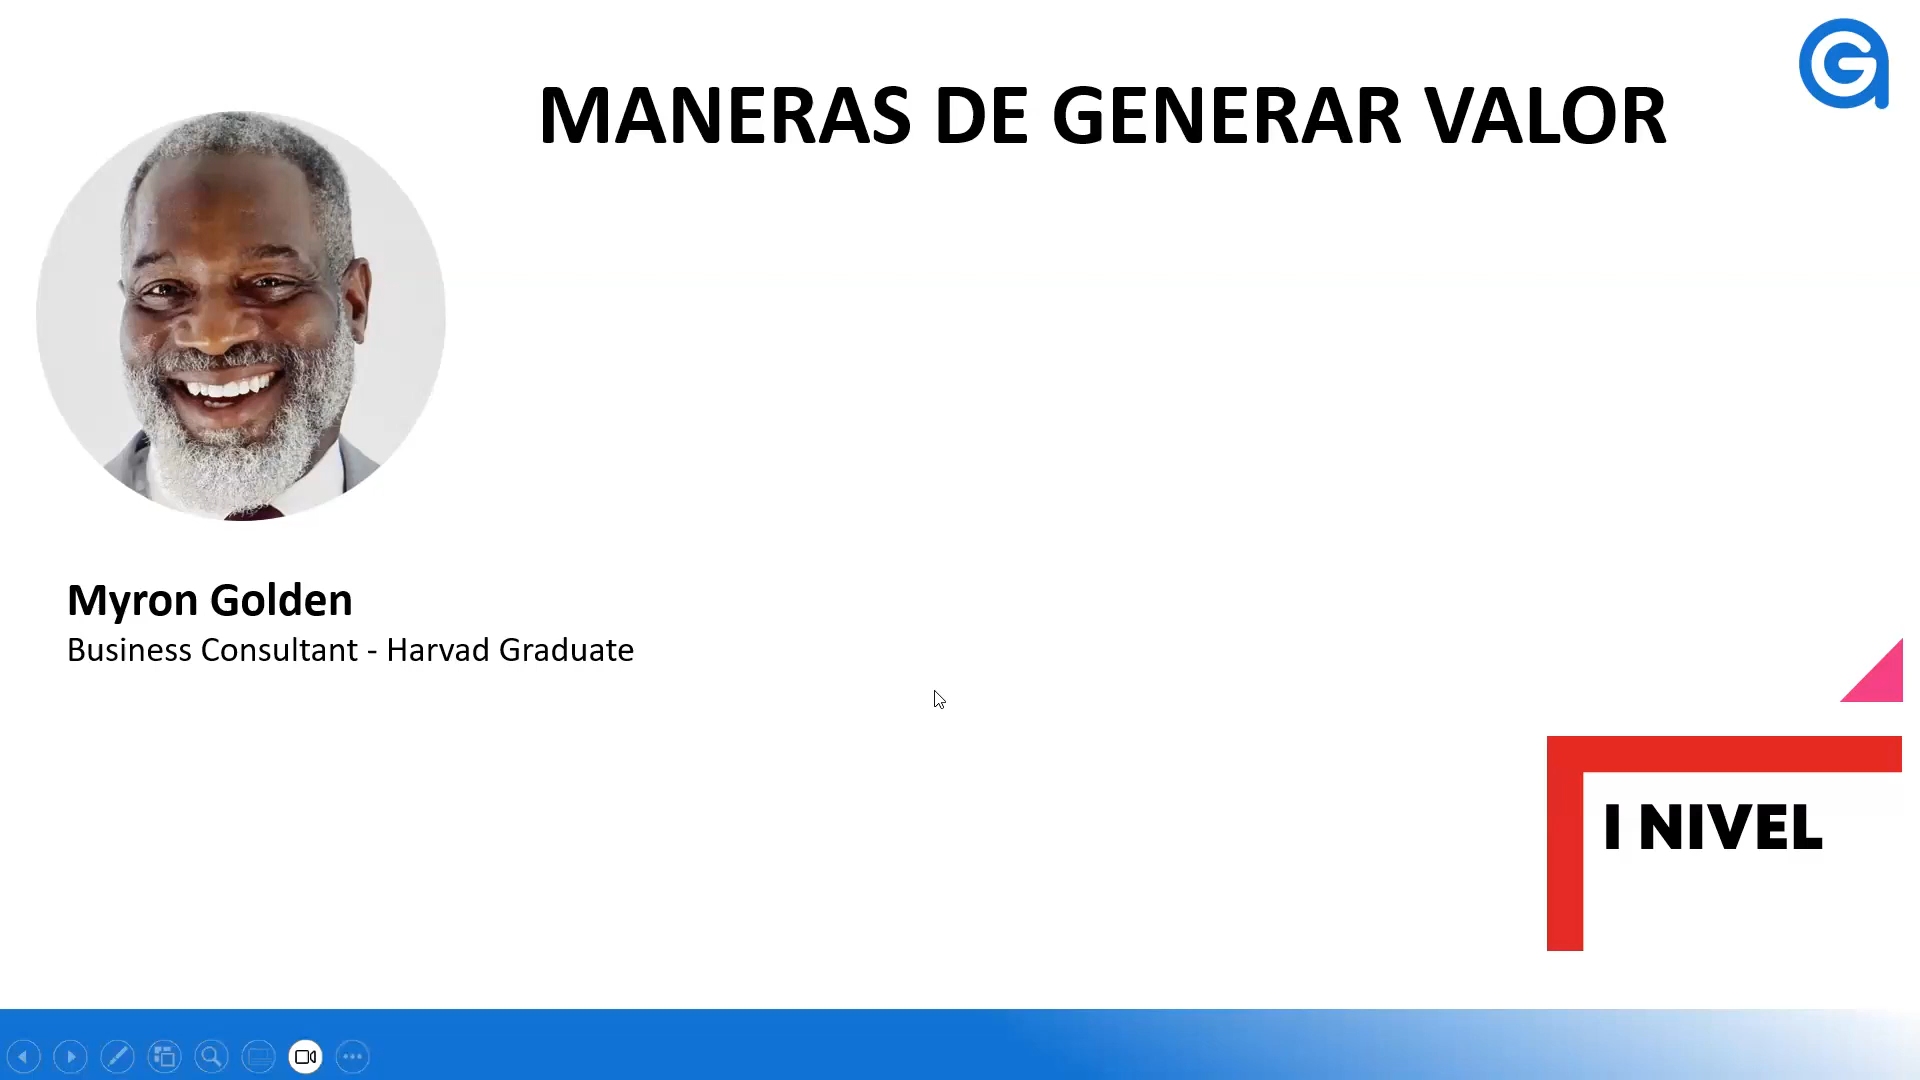 MANERAS DE GENERAR VALOR
Myron Golden
Business Consultant - Harvad Graduate
I NIVEL